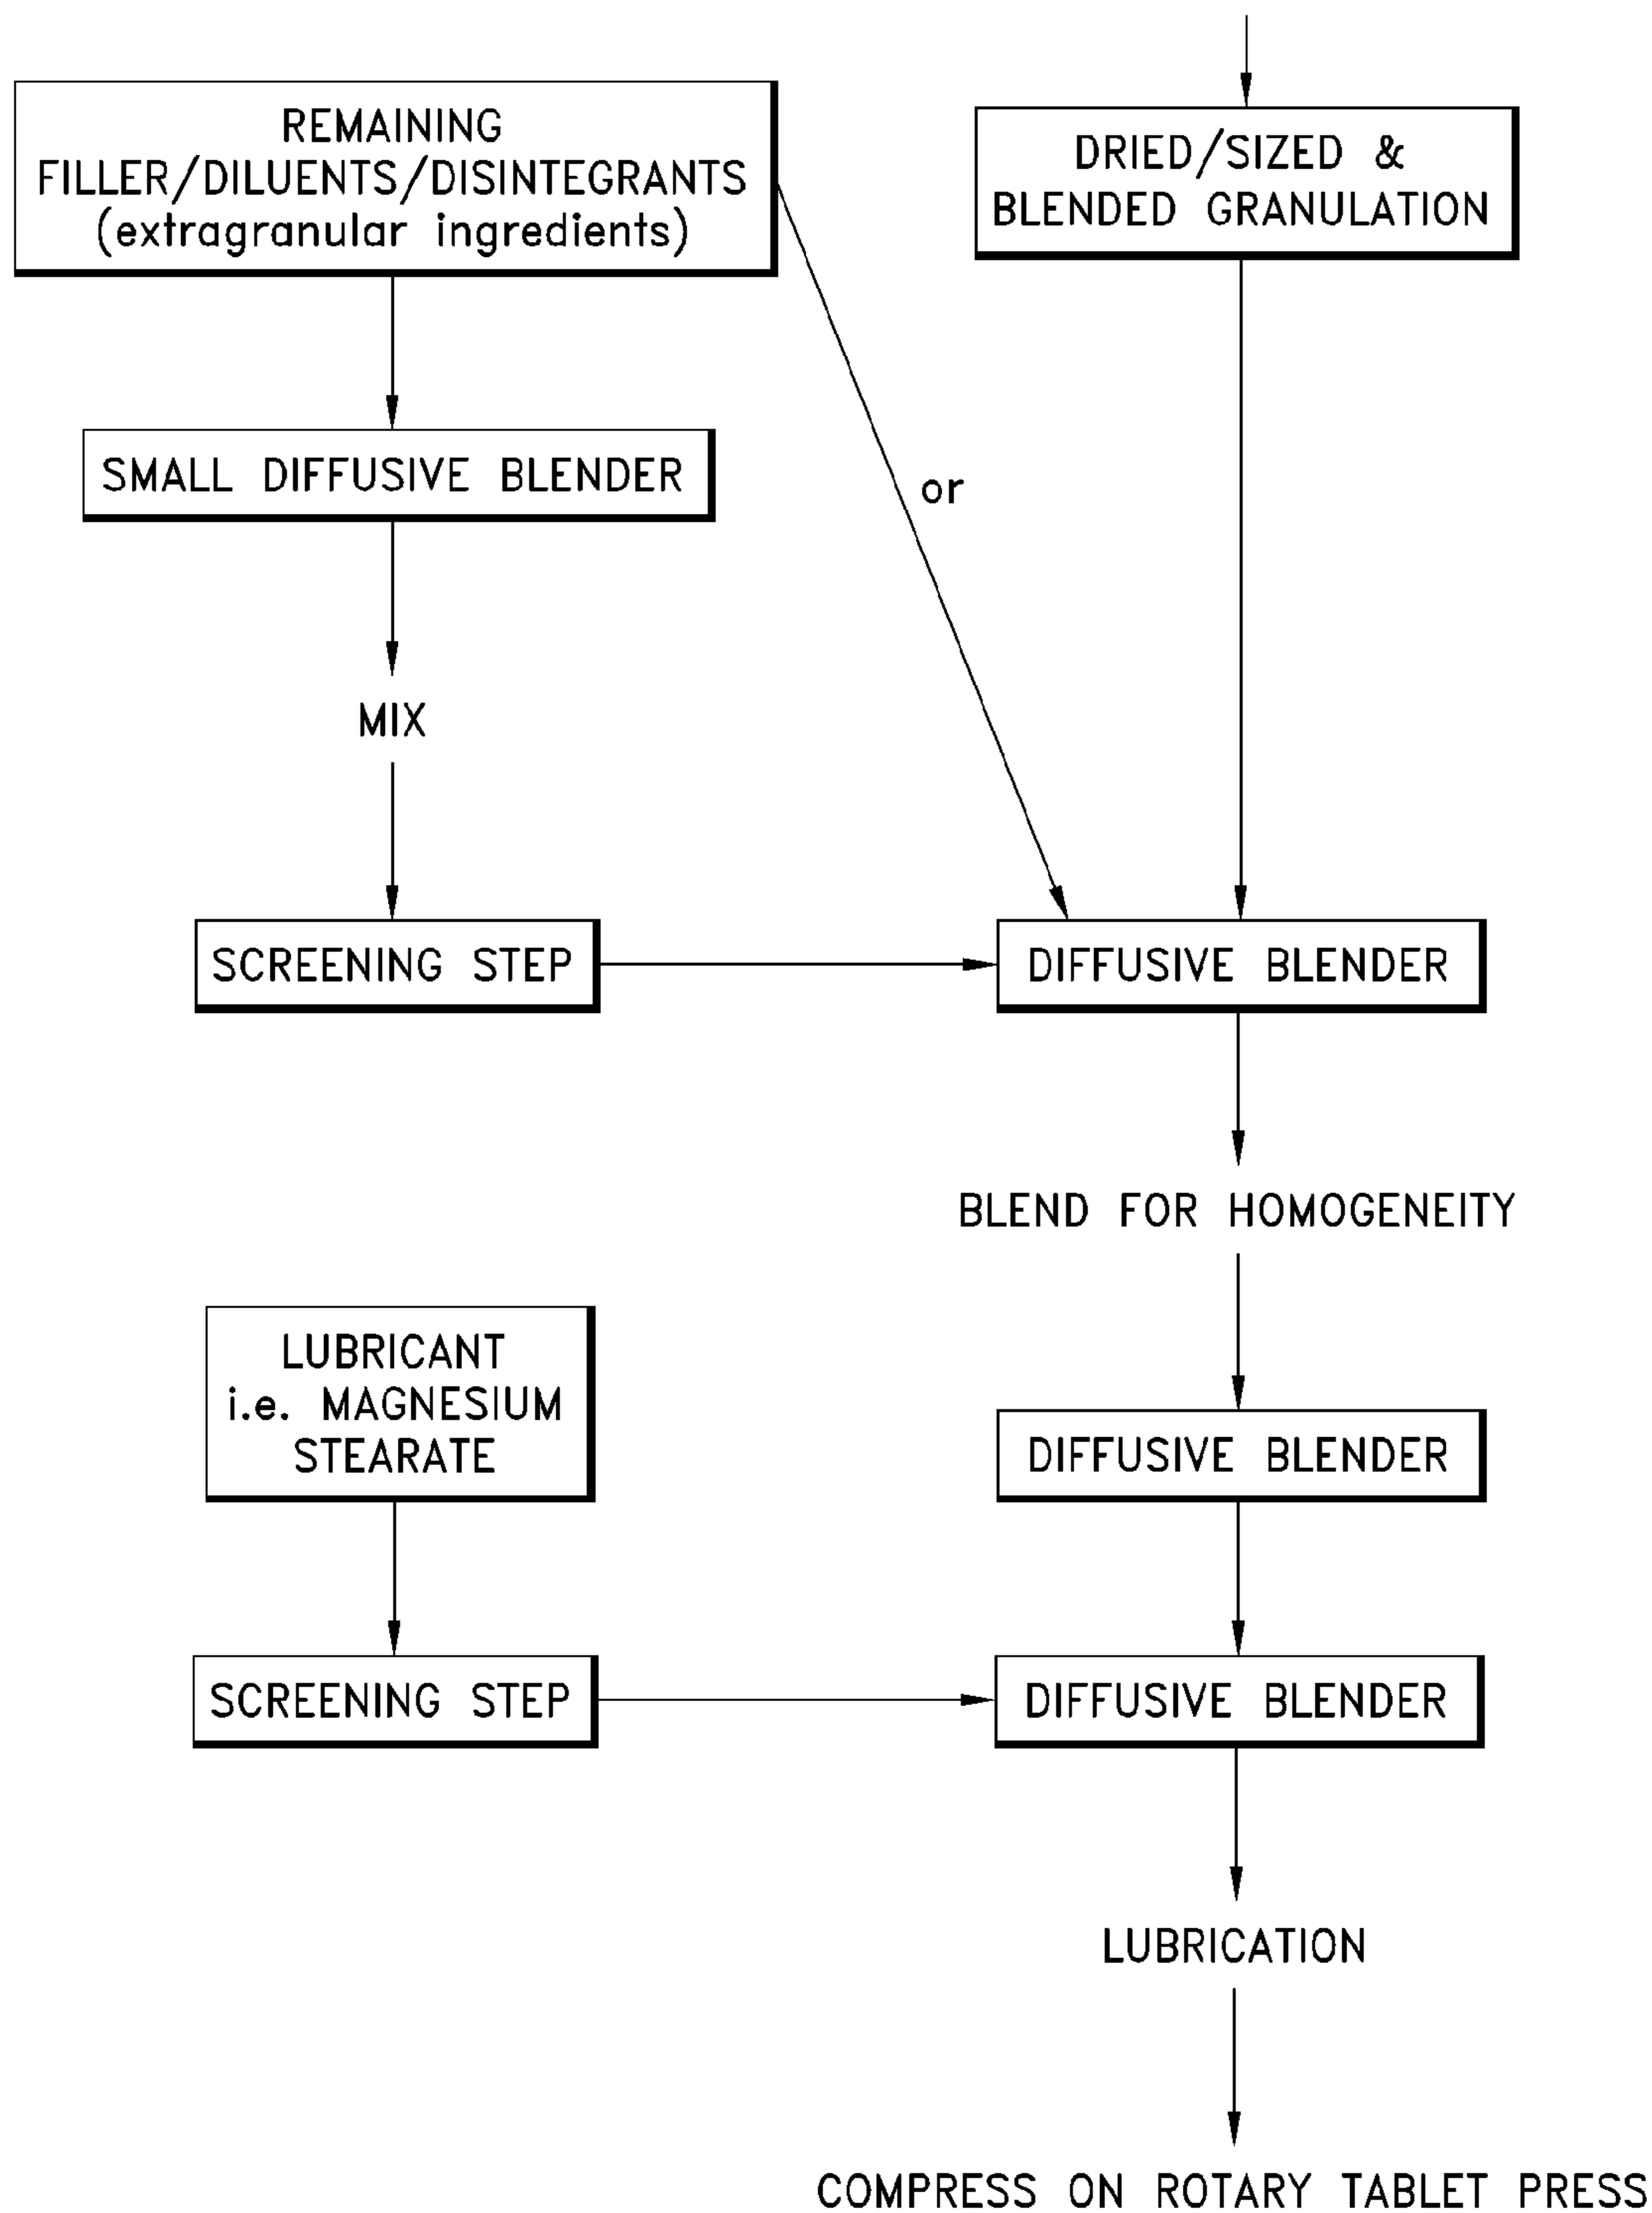 REMAINING
FILLER/DILUENTS/DISINTEGRANTS
(extragranular ingredients)
DRIED/SIZED &
BLENDED GRANULATION
SMALL DIFFUSIVE BLENDER
or
MIX
SCREENING STEP
DIFFUSIVE BLENDER
BLEND FOR HOMOGENEITY
LUBRICANT
i.e. MAGNESIUM
STEARATE
DIFFUSIVE BLENDER
SCREENING STEP
DIFFUSIVE BLENDER
LUBRICATION
COMPRESS ON ROTARY TABLET PRESS